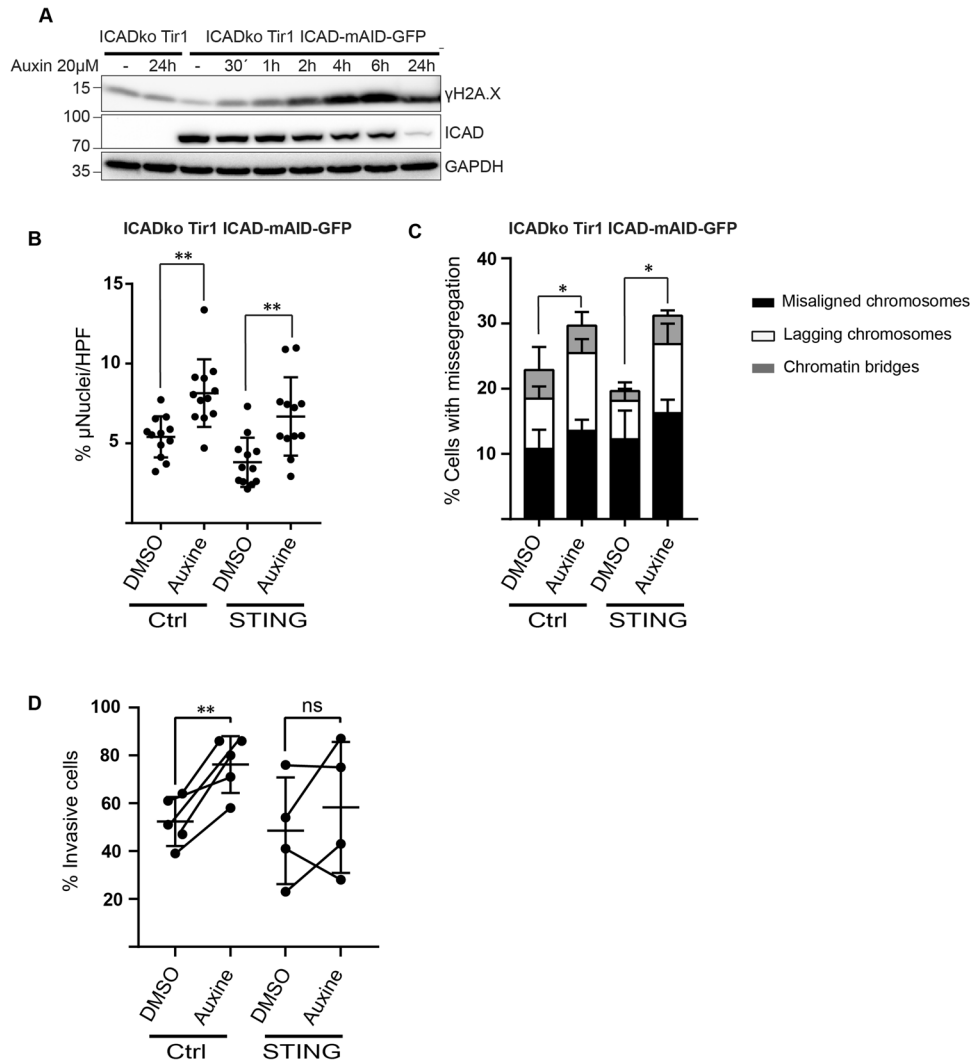 A
ICADko Tir1 ICADko Tir1 ICAD-mAID-GFP
Auxin 20µM - 24h - 30´ 1h 2h 4h 6h 24h
15 γH2A.X
100
ICAD
70
35 GAPDH
B
ICADko Tir1 ICAD-mAID-GFP
% µNuclei/HPF
15
10
5
**
**
DMSO Auxine DMSO Auxine
Ctrl STING
C
ICADko Tir1 ICAD-mAID-GFP
% Cells with missegregation
40
30
20
10
*
*
DMSO Auxine DMSO Auxine
Ctrl STING
Misaligned chromosomes
Lagging chromosomes
Chromatin bridges
D
% Invasive cells
100
80
60
40
20
** ns
DMSO Auxine DMSO Auxine
Ctrl STING